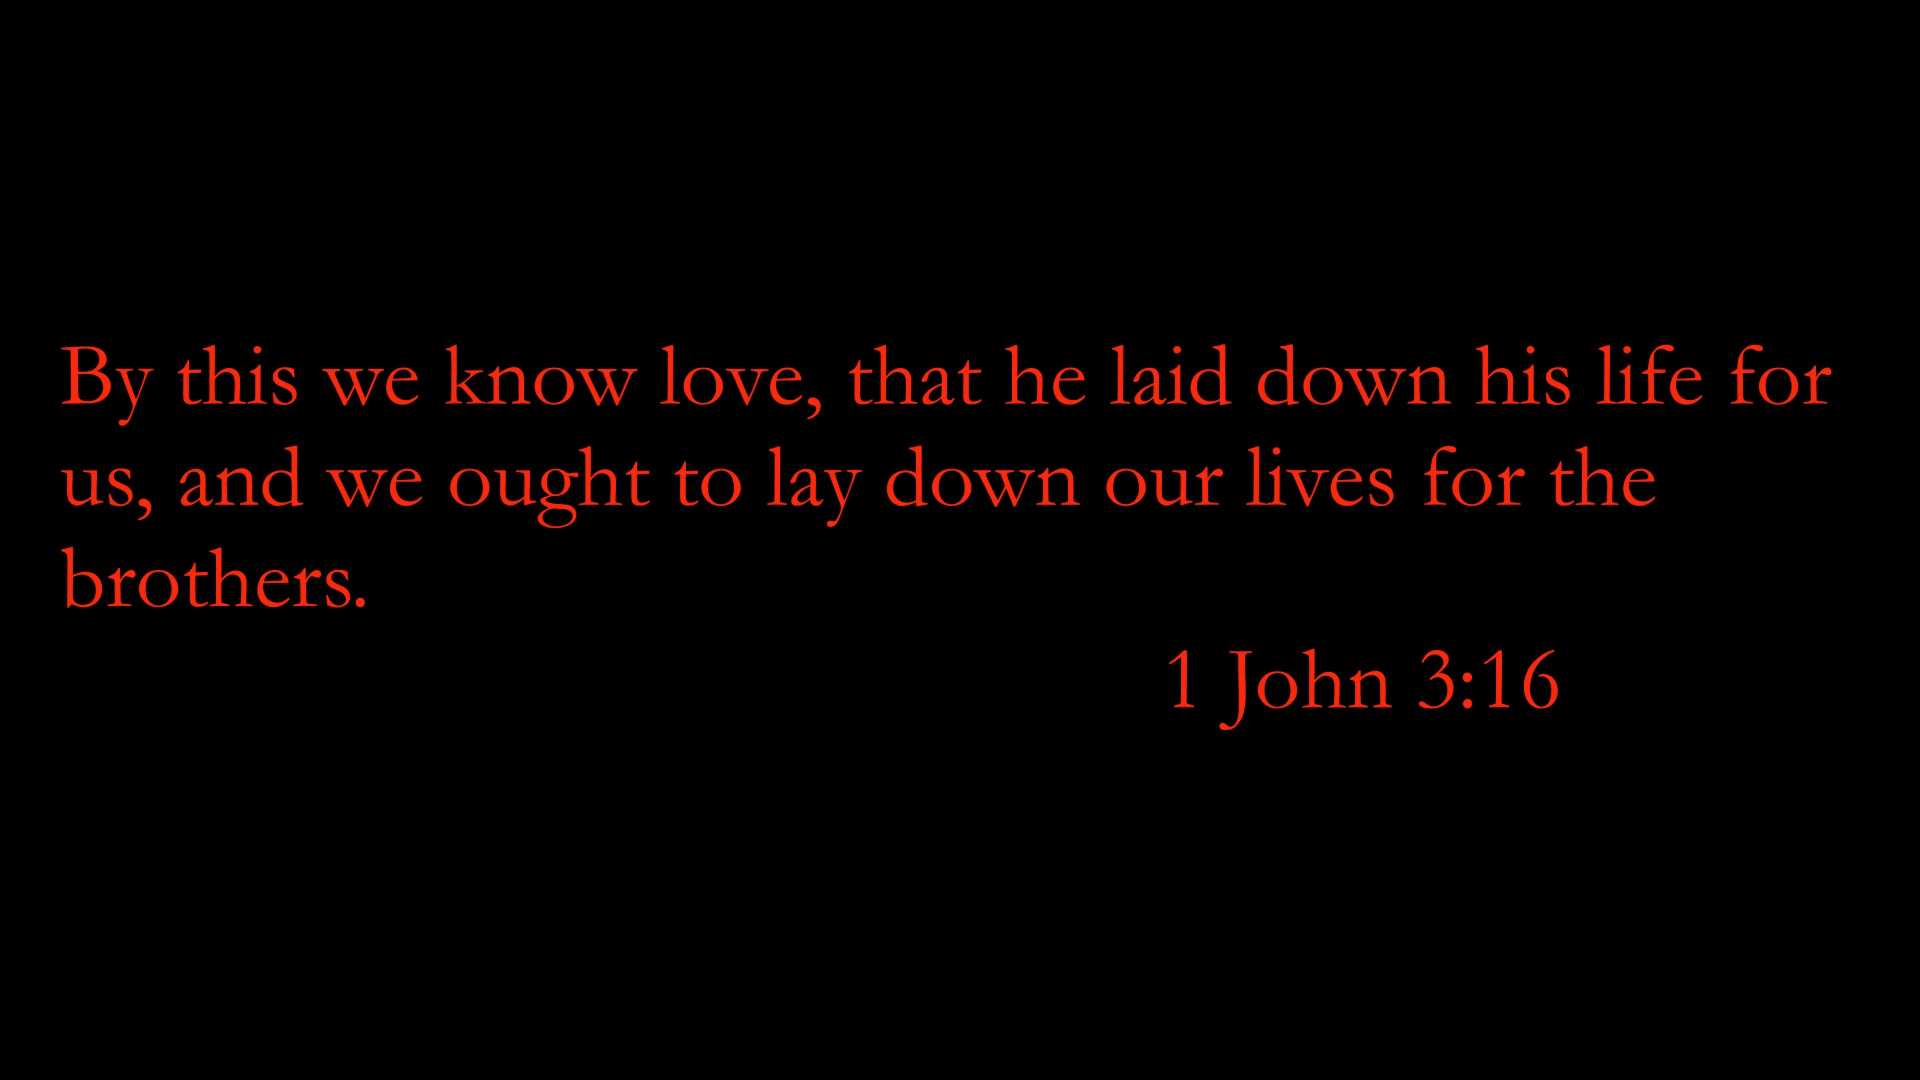 By this we know love, that he laid down his life for
us, and we ought to lay down our lives for the
brothers.
1 John 3:16